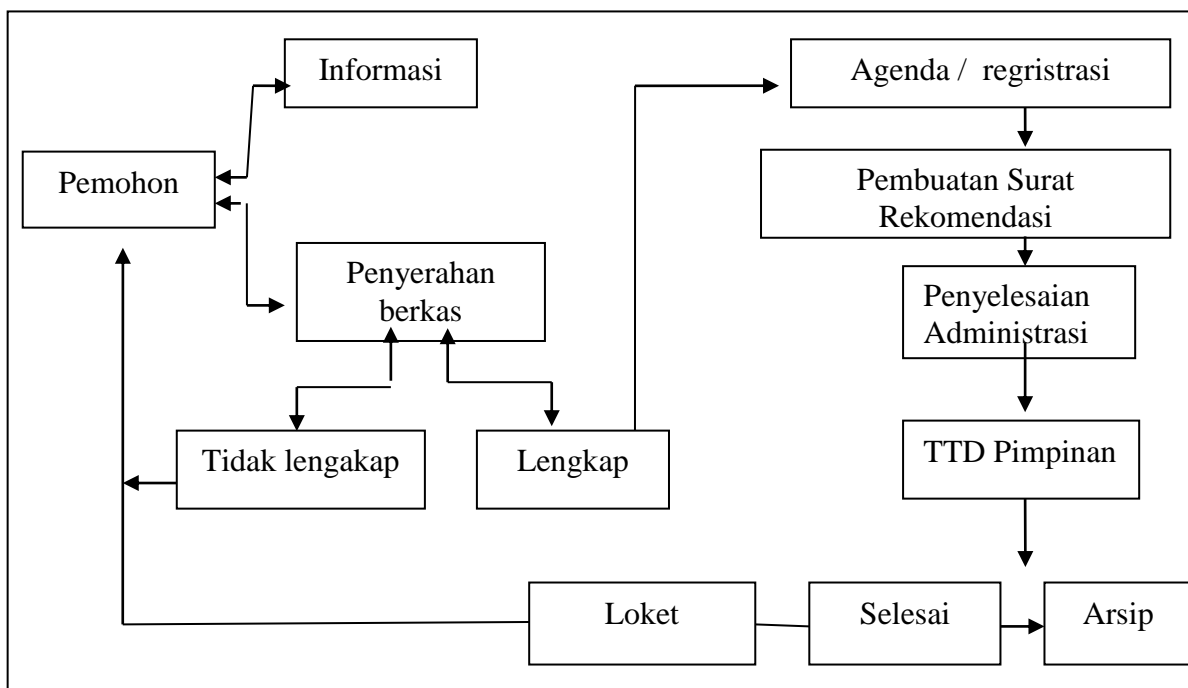 Informasi
Pemohon
Penyerahan
berkas
Tidak lengakap
Lengkap
Agenda / regristrasi
Pembuatan Surat
Rekomendasi
Penyelesaian
Administrasi
TTD Pimpinan
Loket
Selesai
Arsip